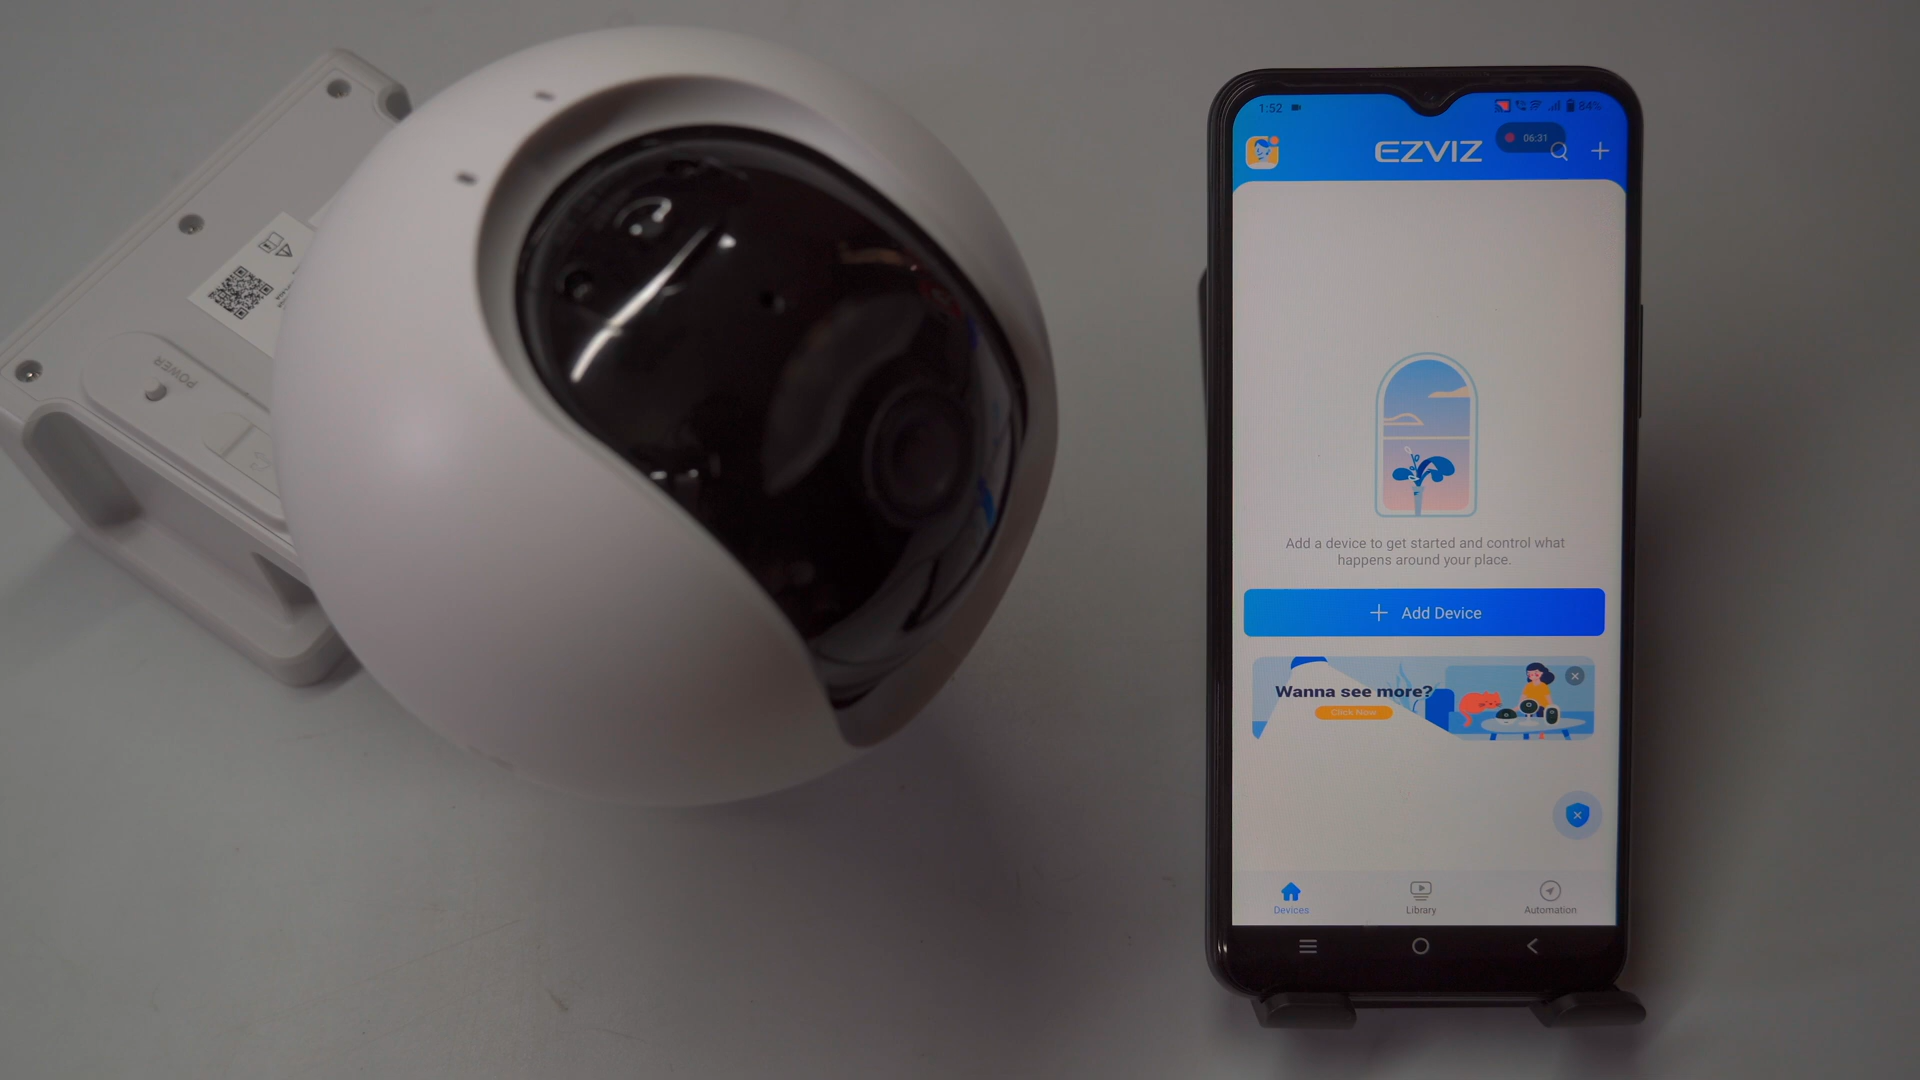 POWER
1:52
84%
06:31
EZVIZ
Add a device to get started and control what
happens around your place.
+ Add Device
Wanna see more?
Click Now
Devices
Library
Automation